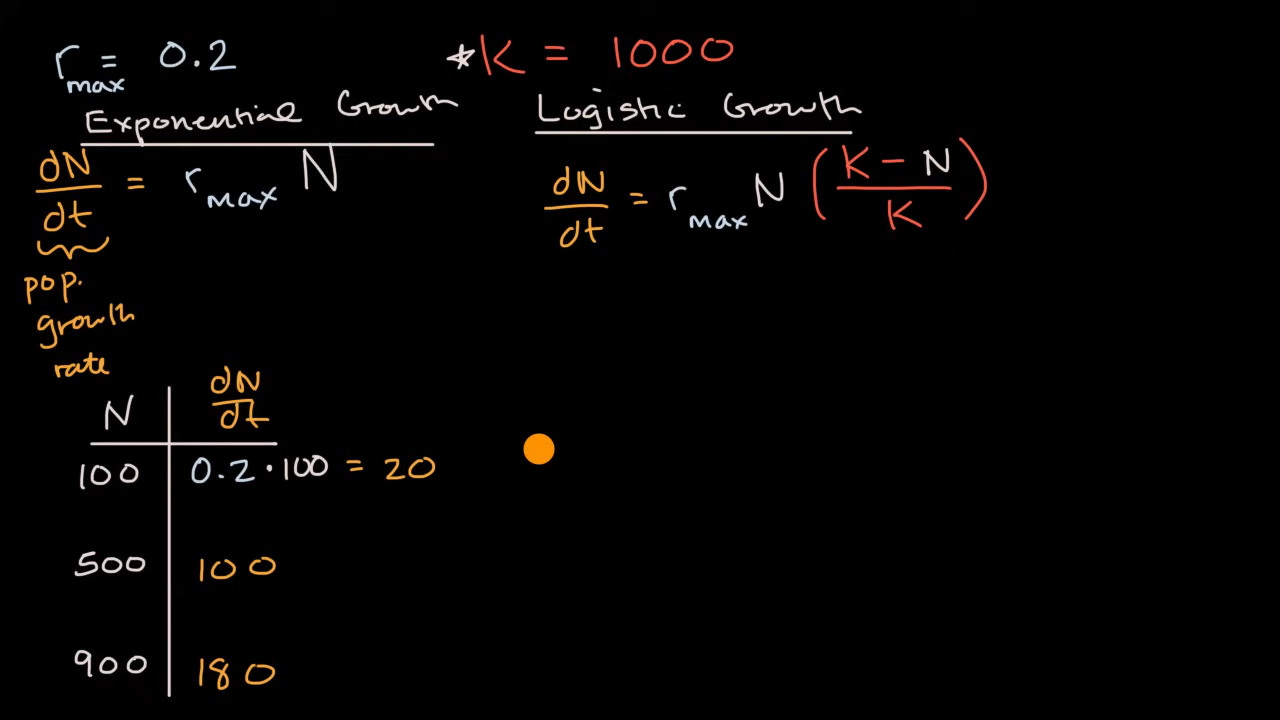 r_max = 0.2
*K = 1000
Exponential Growth
dN/dt = r_max N
pop.
growth
rate
Logistic Growth
dN/dt = r_max N ((K - N)/K)
N | dN/dt
100 | 0.2 · 100 = 20
500 | 100
900 | 180